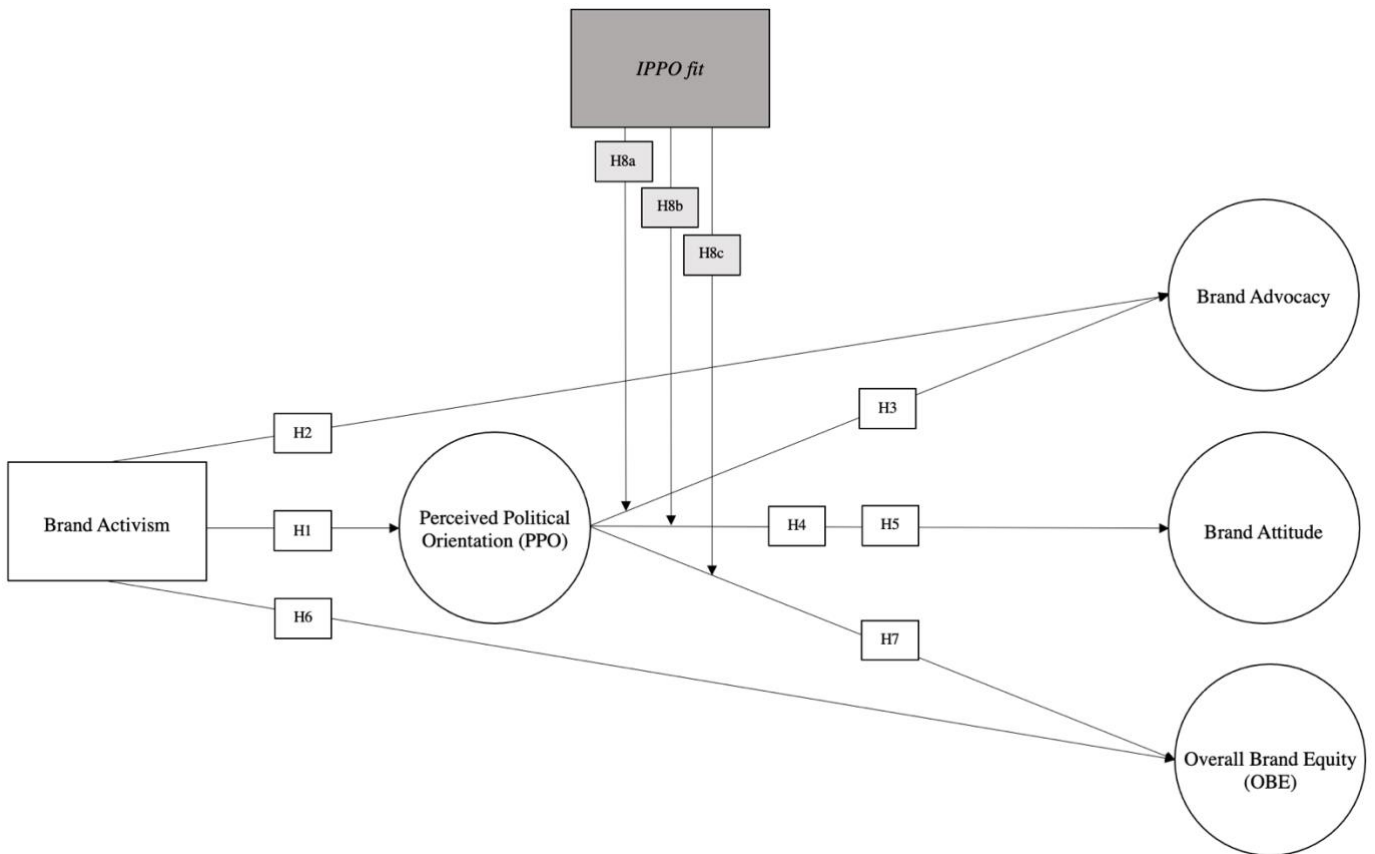 IPPO fit
H8a
H8b
H8c
Brand Advocacy
H3
H2
Brand Activism
H1
Perceived Political
Orientation (PPO)
H4
H5
Brand Attitude
H6
H7
Overall Brand Equity
(OBE)